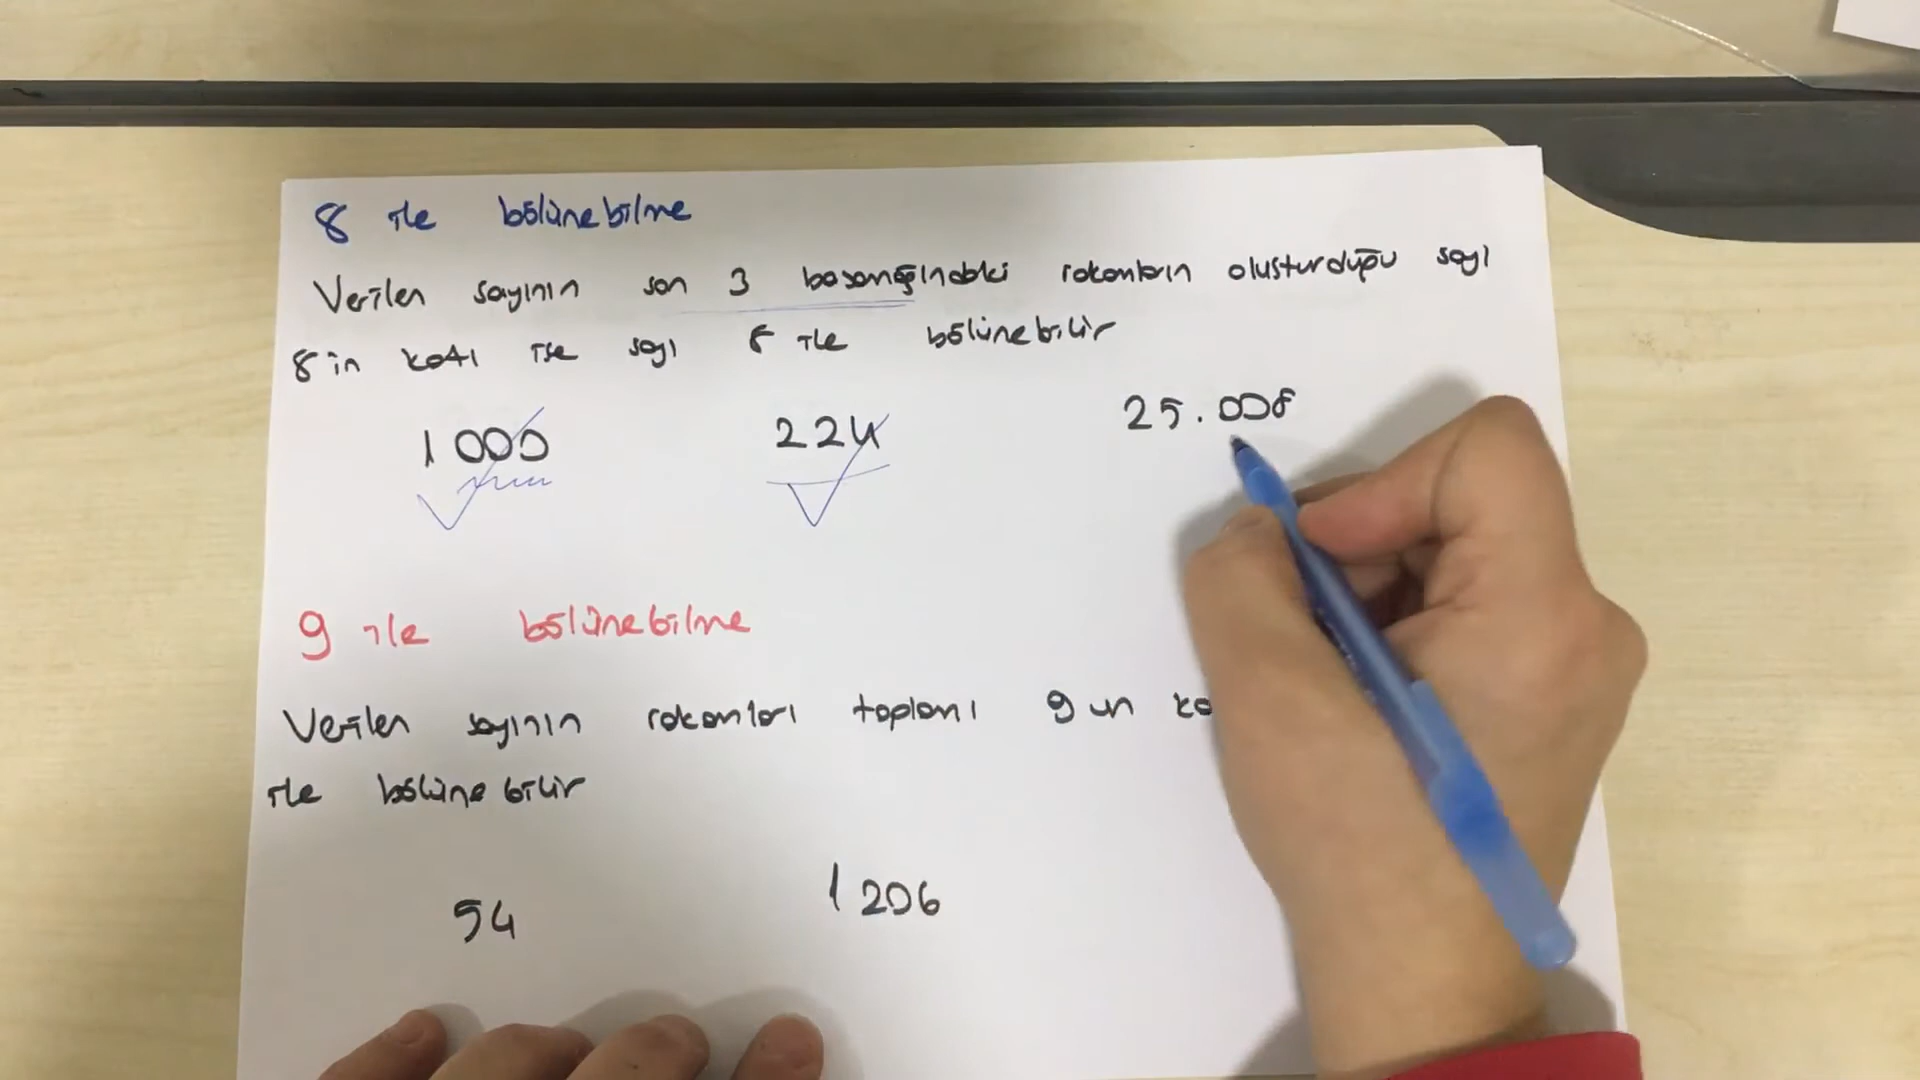 8 ile bölünebilme
Verilen sayının son 3 basamağındaki rakamların oluşturduğu sayı
8 in katı ise sayı 8 ile bölünebilir
1000 224 25.008
9 ile bölünebilme
Verilen sayının rakamları toplamı 9 un
ile bölünebilir
54 1206